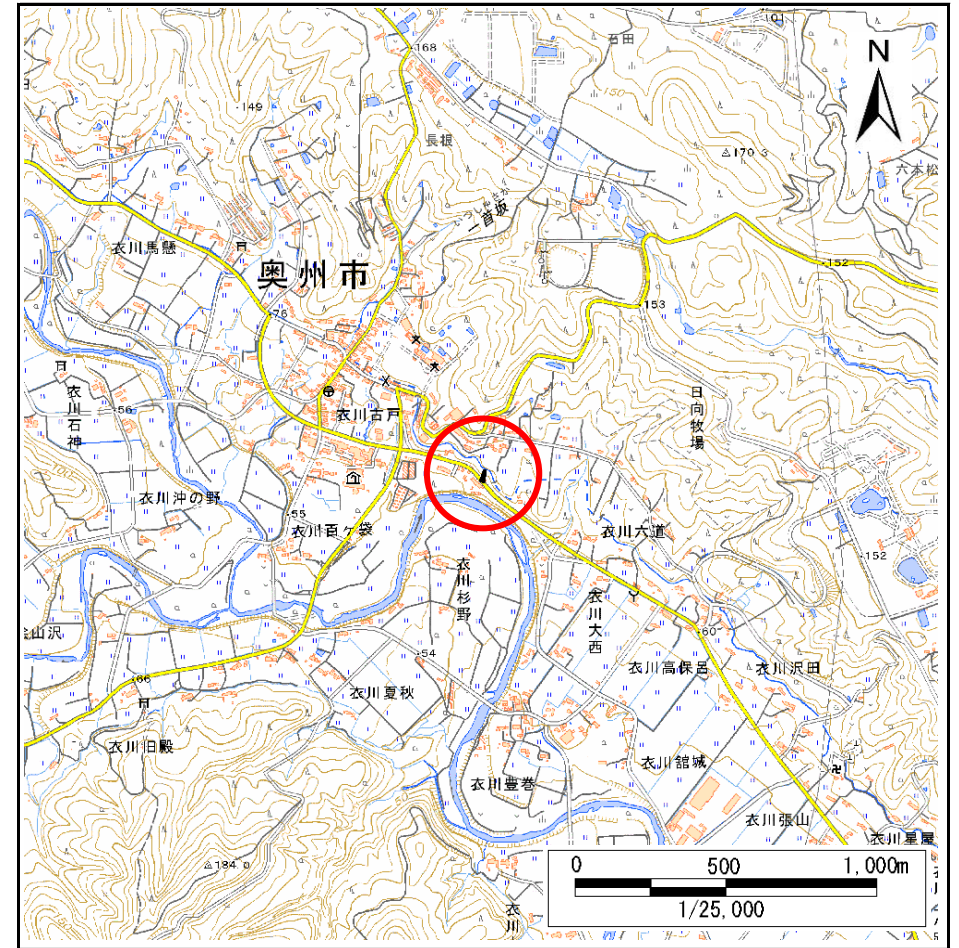 168
石田
N
149
長根
170.3
六本松
一首坂
衣川馬懸
奥州市
152
153
76
衣川石神
56
衣川古戸
日向牧場
衣川沖の野
55
衣川百ケ袋
衣川六道
152
衣川杉野
衣川大西
60
54
66
衣川夏秋
衣川高保呂
衣川沢田
衣川旧殿
衣川豊巻
衣川舘城
衣川張山
衣川星屋
184.0
衣川
0 500 1,000m
1/25,000